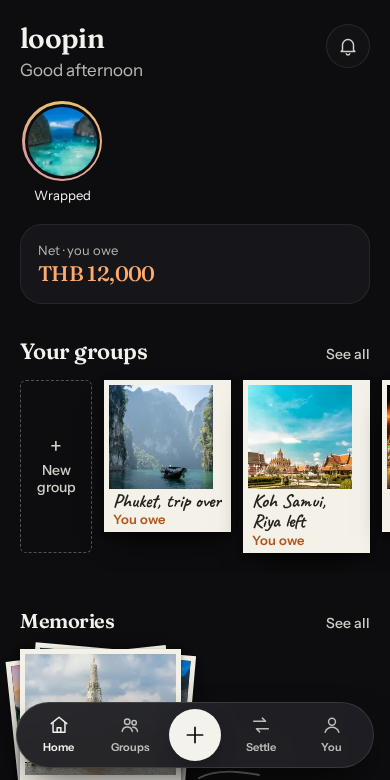 loopin
Good afternoon
Wrapped
Net · you owe
THB 12,000
Your groups
See all
+
New
group
Phuket, trip over
You owe
Koh Samui,
Riya left
You owe
Memories
See all
Home
Groups
Settle
You